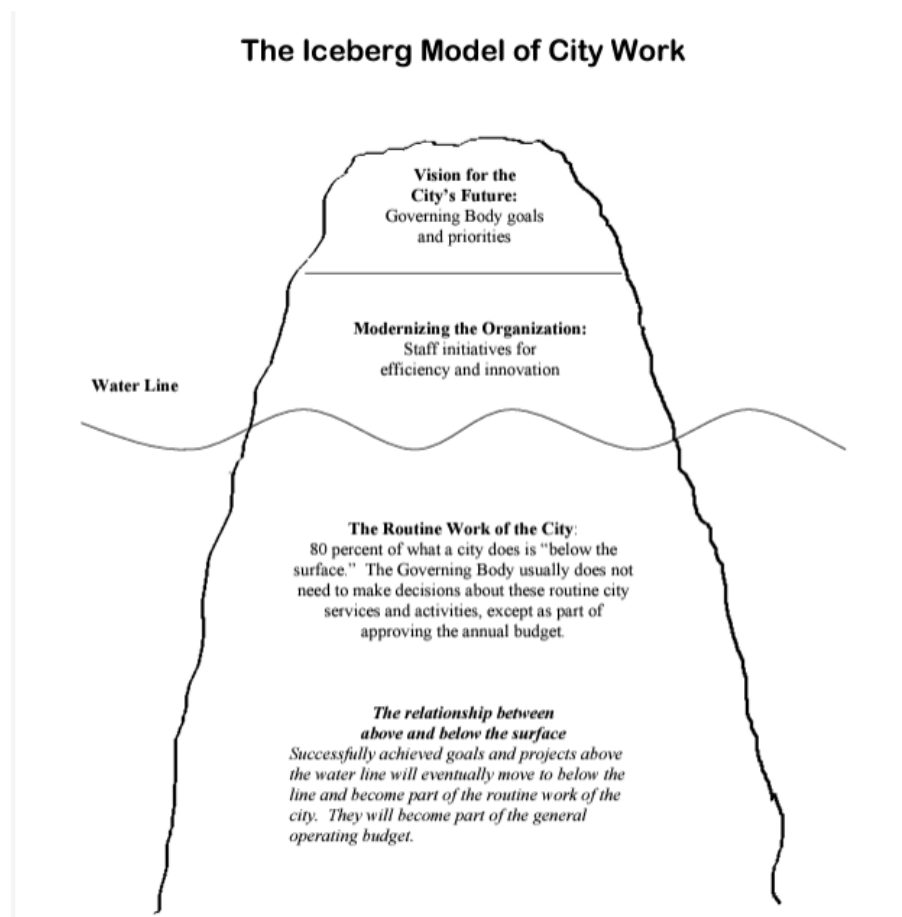 The Iceberg Model of City Work
Vision for the
City's Future:
Governing Body goals
and priorities
Modernizing the Organization:
Staff initiatives for
efficiency and innovation
Water Line
The Routine Work of the City:
80 percent of what a city does is “below the
surface.” The Governing Body usually does not
need to make decisions about these routine city
services and activities, except as part of
approving the annual budget.
The relationship between
above and below the surface
Successfully achieved goals and projects above
the water line will eventually move to below the
line and become part of the routine work of the
city. They will become part of the general
operating budget.